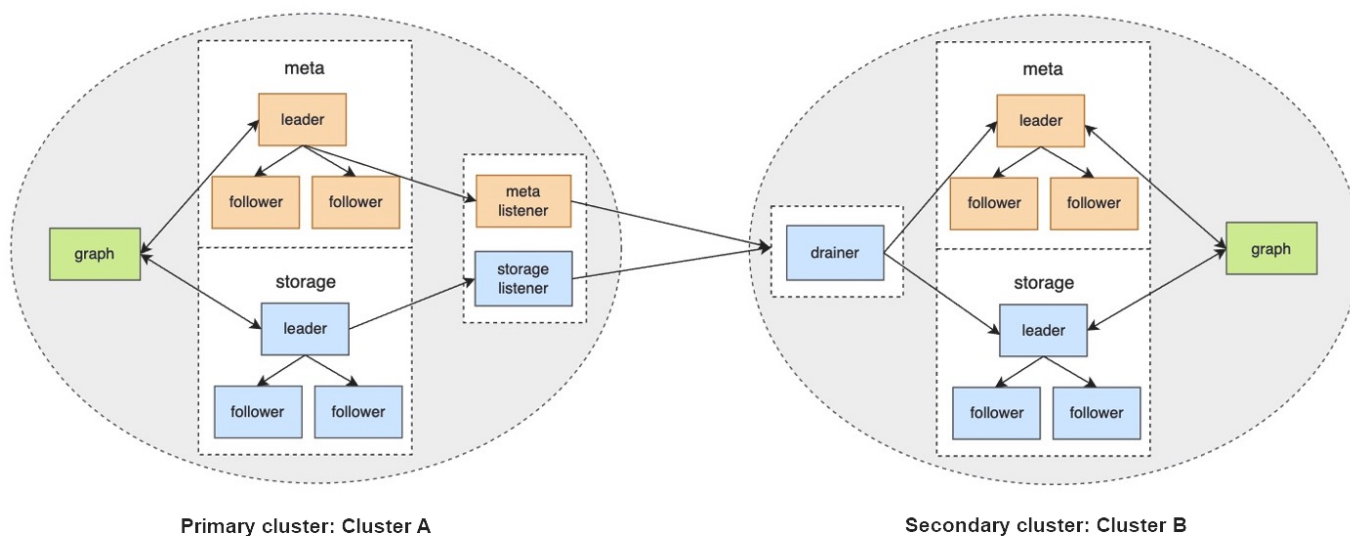 meta
leader
follower
follower
graph
storage
leader
follower
follower
meta
listener
storage
listener
Primary cluster: Cluster A
drainer
meta
leader
follower
follower
storage
leader
follower
follower
graph
Secondary cluster: Cluster B